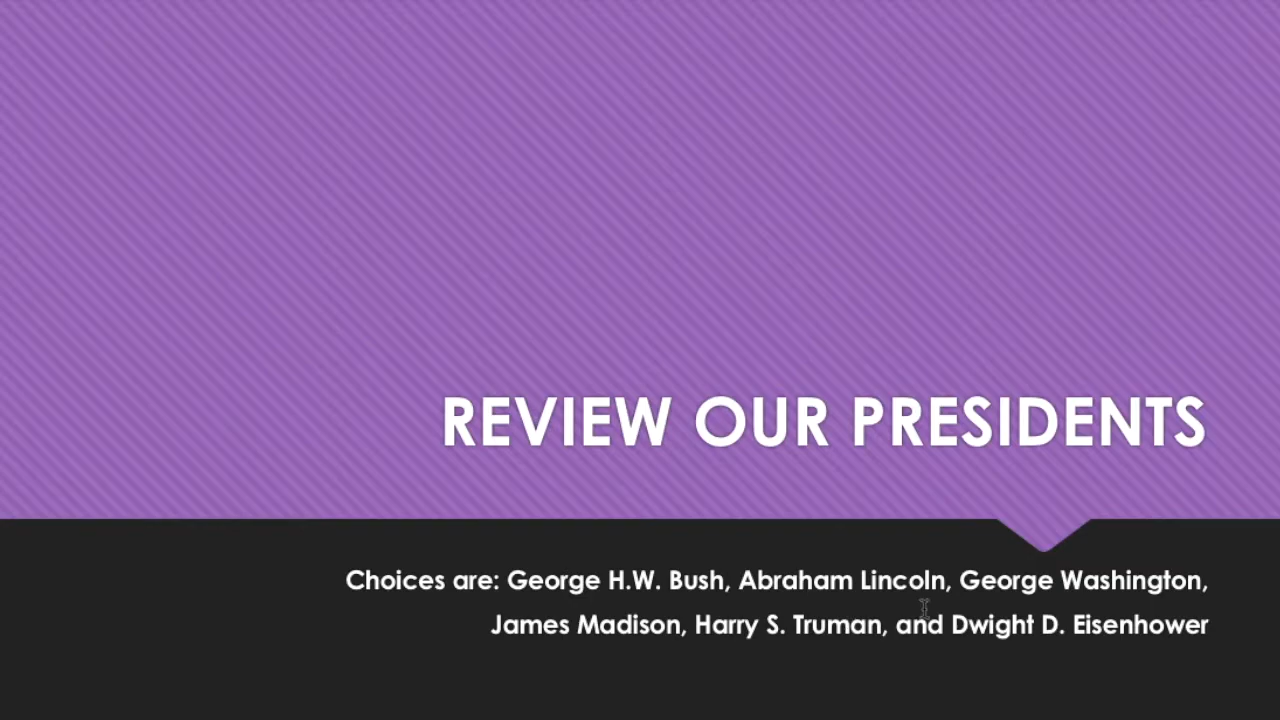 REVIEW OUR PRESIDENTS
Choices are: George H.W. Bush, Abraham Lincoln, George Washington,
James Madison, Harry S. Truman, and Dwight D. Eisenhower